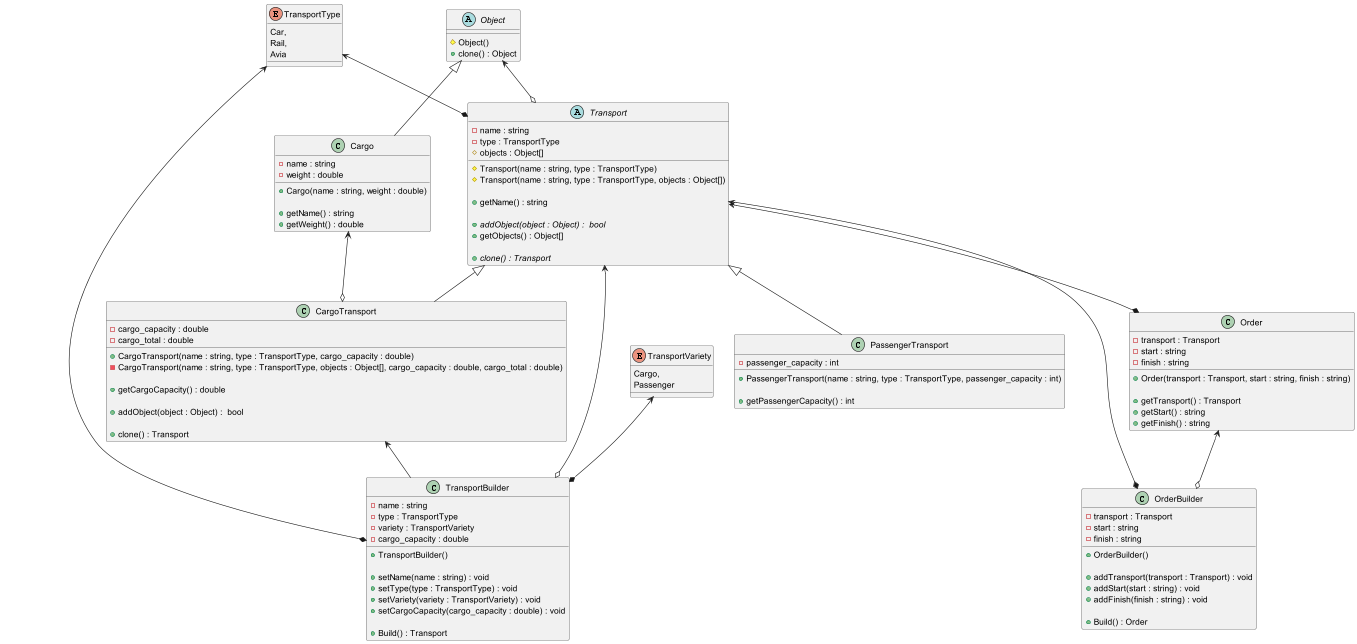 E TransportType
Car,
Rail,
Avia
A Object
Object()
clone() : Object
A Transport
name : string
type : TransportType
objects : Object[]
Transport(name : string, type : TransportType)
Transport(name : string, type : TransportType, objects : Object[])
getName() : string
addObject(object : Object) :  bool
getObjects() : Object[]
clone() : Transport
C Cargo
name : string
weight : double
Cargo(name : string, weight : double)
getName() : string
getWeight() : double
C CargoTransport
cargo_capacity : double
cargo_total : double
CargoTransport(name : string, type : TransportType, cargo_capacity : double)
CargoTransport(name : string, type : TransportType, objects : Object[], cargo_capacity : double, cargo_total : double)
getCargoCapacity() : double
addObject(object : Object) :  bool
clone() : Transport
E TransportVariety
Cargo,
Passenger
C PassengerTransport
passenger_capacity : int
PassengerTransport(name : string, type : TransportType, passenger_capacity : int)
getPassengerCapacity() : int
C Order
transport : Transport
start : string
finish : string
Order(transport : Transport, start : string, finish : string)
getTransport() : Transport
getStart() : string
getFinish() : string
C TransportBuilder
name : string
type : TransportType
variety : TransportVariety
cargo_capacity : double
TransportBuilder()
setName(name : string) : void
setType(type : TransportType) : void
setVariety(variety : TransportVariety) : void
setCargoCapacity(cargo_capacity : double) : void
Build() : Transport
C OrderBuilder
transport : Transport
start : string
finish : string
OrderBuilder()
addTransport(transport : Transport) : void
addStart(start : string) : void
addFinish(finish : string) : void
Build() : Order